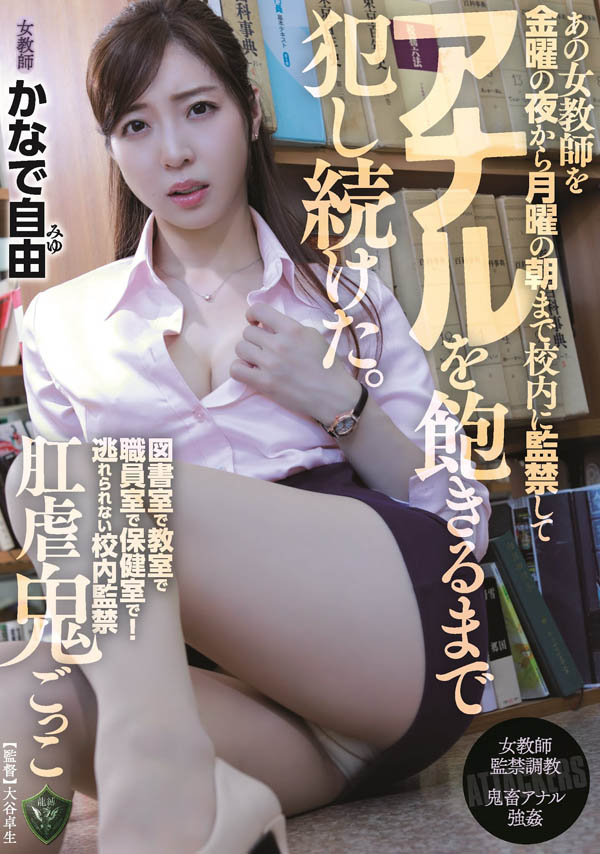 あの女教師を
金曜の夜から月曜の朝まで校内に監禁して
アナルを飽きるまで
犯し続けた。
女教師 かなで自由
みゆ
図書室で教室で
職員室で保健室で!
逃れられない校内監禁
肛虐鬼ごっこ
【監督】大谷卓生
龍縛
女教師
監禁調教
鬼畜アナル
強姦
ATTACKERS